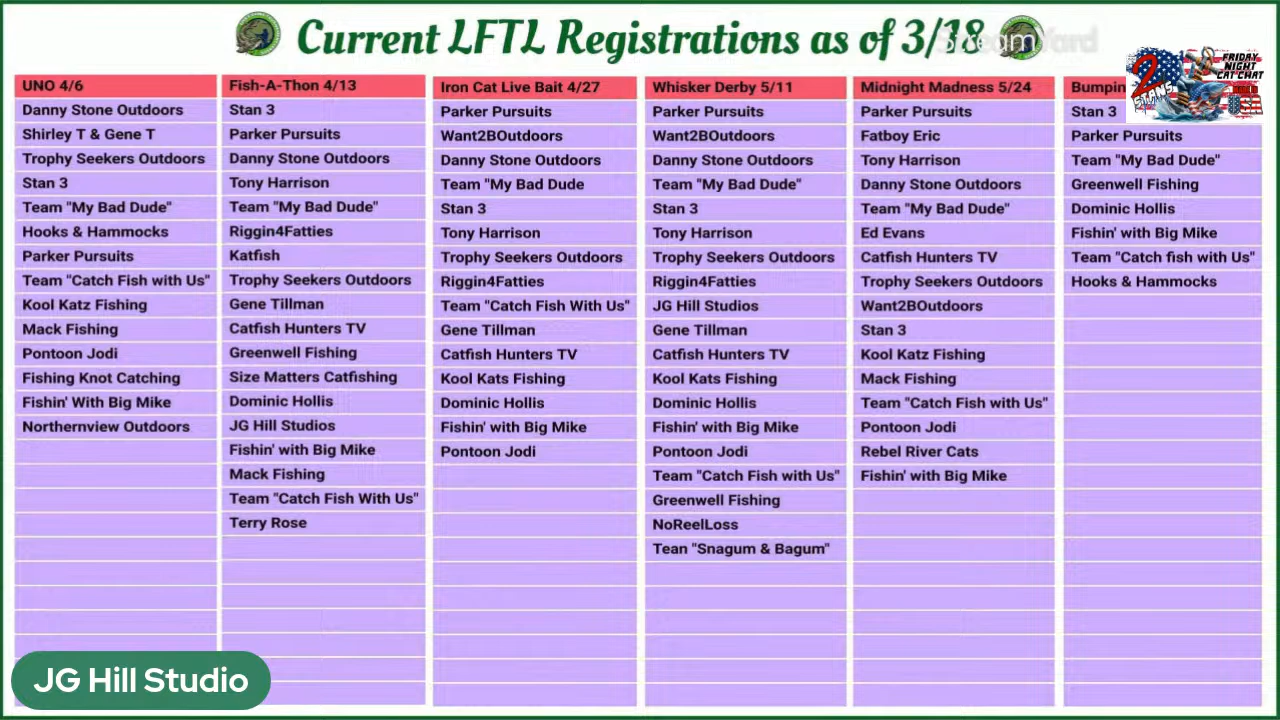 Current LFTL Registrations as of 3/18
StreamYard
2
FRIDAY
NIGHT
CAT CHAT
USA
UNO 4/6
Danny Stone Outdoors
Shirley T & Gene T
Trophy Seekers Outdoors
Stan 3
Team "My Bad Dude"
Hooks & Hammocks
Parker Pursuits
Team "Catch Fish with Us"
Kool Katz Fishing
Mack Fishing
Pontoon Jodi
Fishing Knot Catching
Fishin' With Big Mike
Northernview Outdoors
Fish-A-Thon 4/13
Stan 3
Parker Pursuits
Danny Stone Outdoors
Tony Harrison
Team "My Bad Dude"
Riggin4Fatties
Katfish
Trophy Seekers Outdoors
Gene Tillman
Catfish Hunters TV
Greenwell Fishing
Size Matters Catfishing
Dominic Hollis
JG Hill Studios
Fishin' with Big Mike
Mack Fishing
Team "Catch Fish With Us"
Terry Rose
Iron Cat Live Bait 4/27
Parker Pursuits
Want2BOutdoors
Danny Stone Outdoors
Team "My Bad Dude
Stan 3
Tony Harrison
Trophy Seekers Outdoors
Riggin4Fatties
Team "Catch Fish With Us"
Gene Tillman
Catfish Hunters TV
Kool Kats Fishing
Dominic Hollis
Fishin' with Big Mike
Pontoon Jodi
Whisker Derby 5/11
Parker Pursuits
Want2BOutdoors
Danny Stone Outdoors
Team "My Bad Dude"
Stan 3
Tony Harrison
Trophy Seekers Outdoors
Riggin4Fatties
JG Hill Studios
Gene Tillman
Catfish Hunters TV
Kool Kats Fishing
Dominic Hollis
Fishin' with Big Mike
Pontoon Jodi
Team "Catch Fish with Us"
Greenwell Fishing
NoReelLoss
Tean "Snagum & Bagum"
Midnight Madness 5/24
Parker Pursuits
Fatboy Eric
Tony Harrison
Danny Stone Outdoors
Team "My Bad Dude"
Ed Evans
Catfish Hunters TV
Trophy Seekers Outdoors
Want2BOutdoors
Stan 3
Kool Katz Fishing
Mack Fishing
Team "Catch Fish with Us"
Pontoon Jodi
Rebel River Cats
Fishin' with Big Mike
Bumpin
Stan 3
Parker Pursuits
Team "My Bad Dude"
Greenwell Fishing
Dominic Hollis
Fishin' with Big Mike
Team "Catch fish with Us"
Hooks & Hammocks
JG Hill Studio